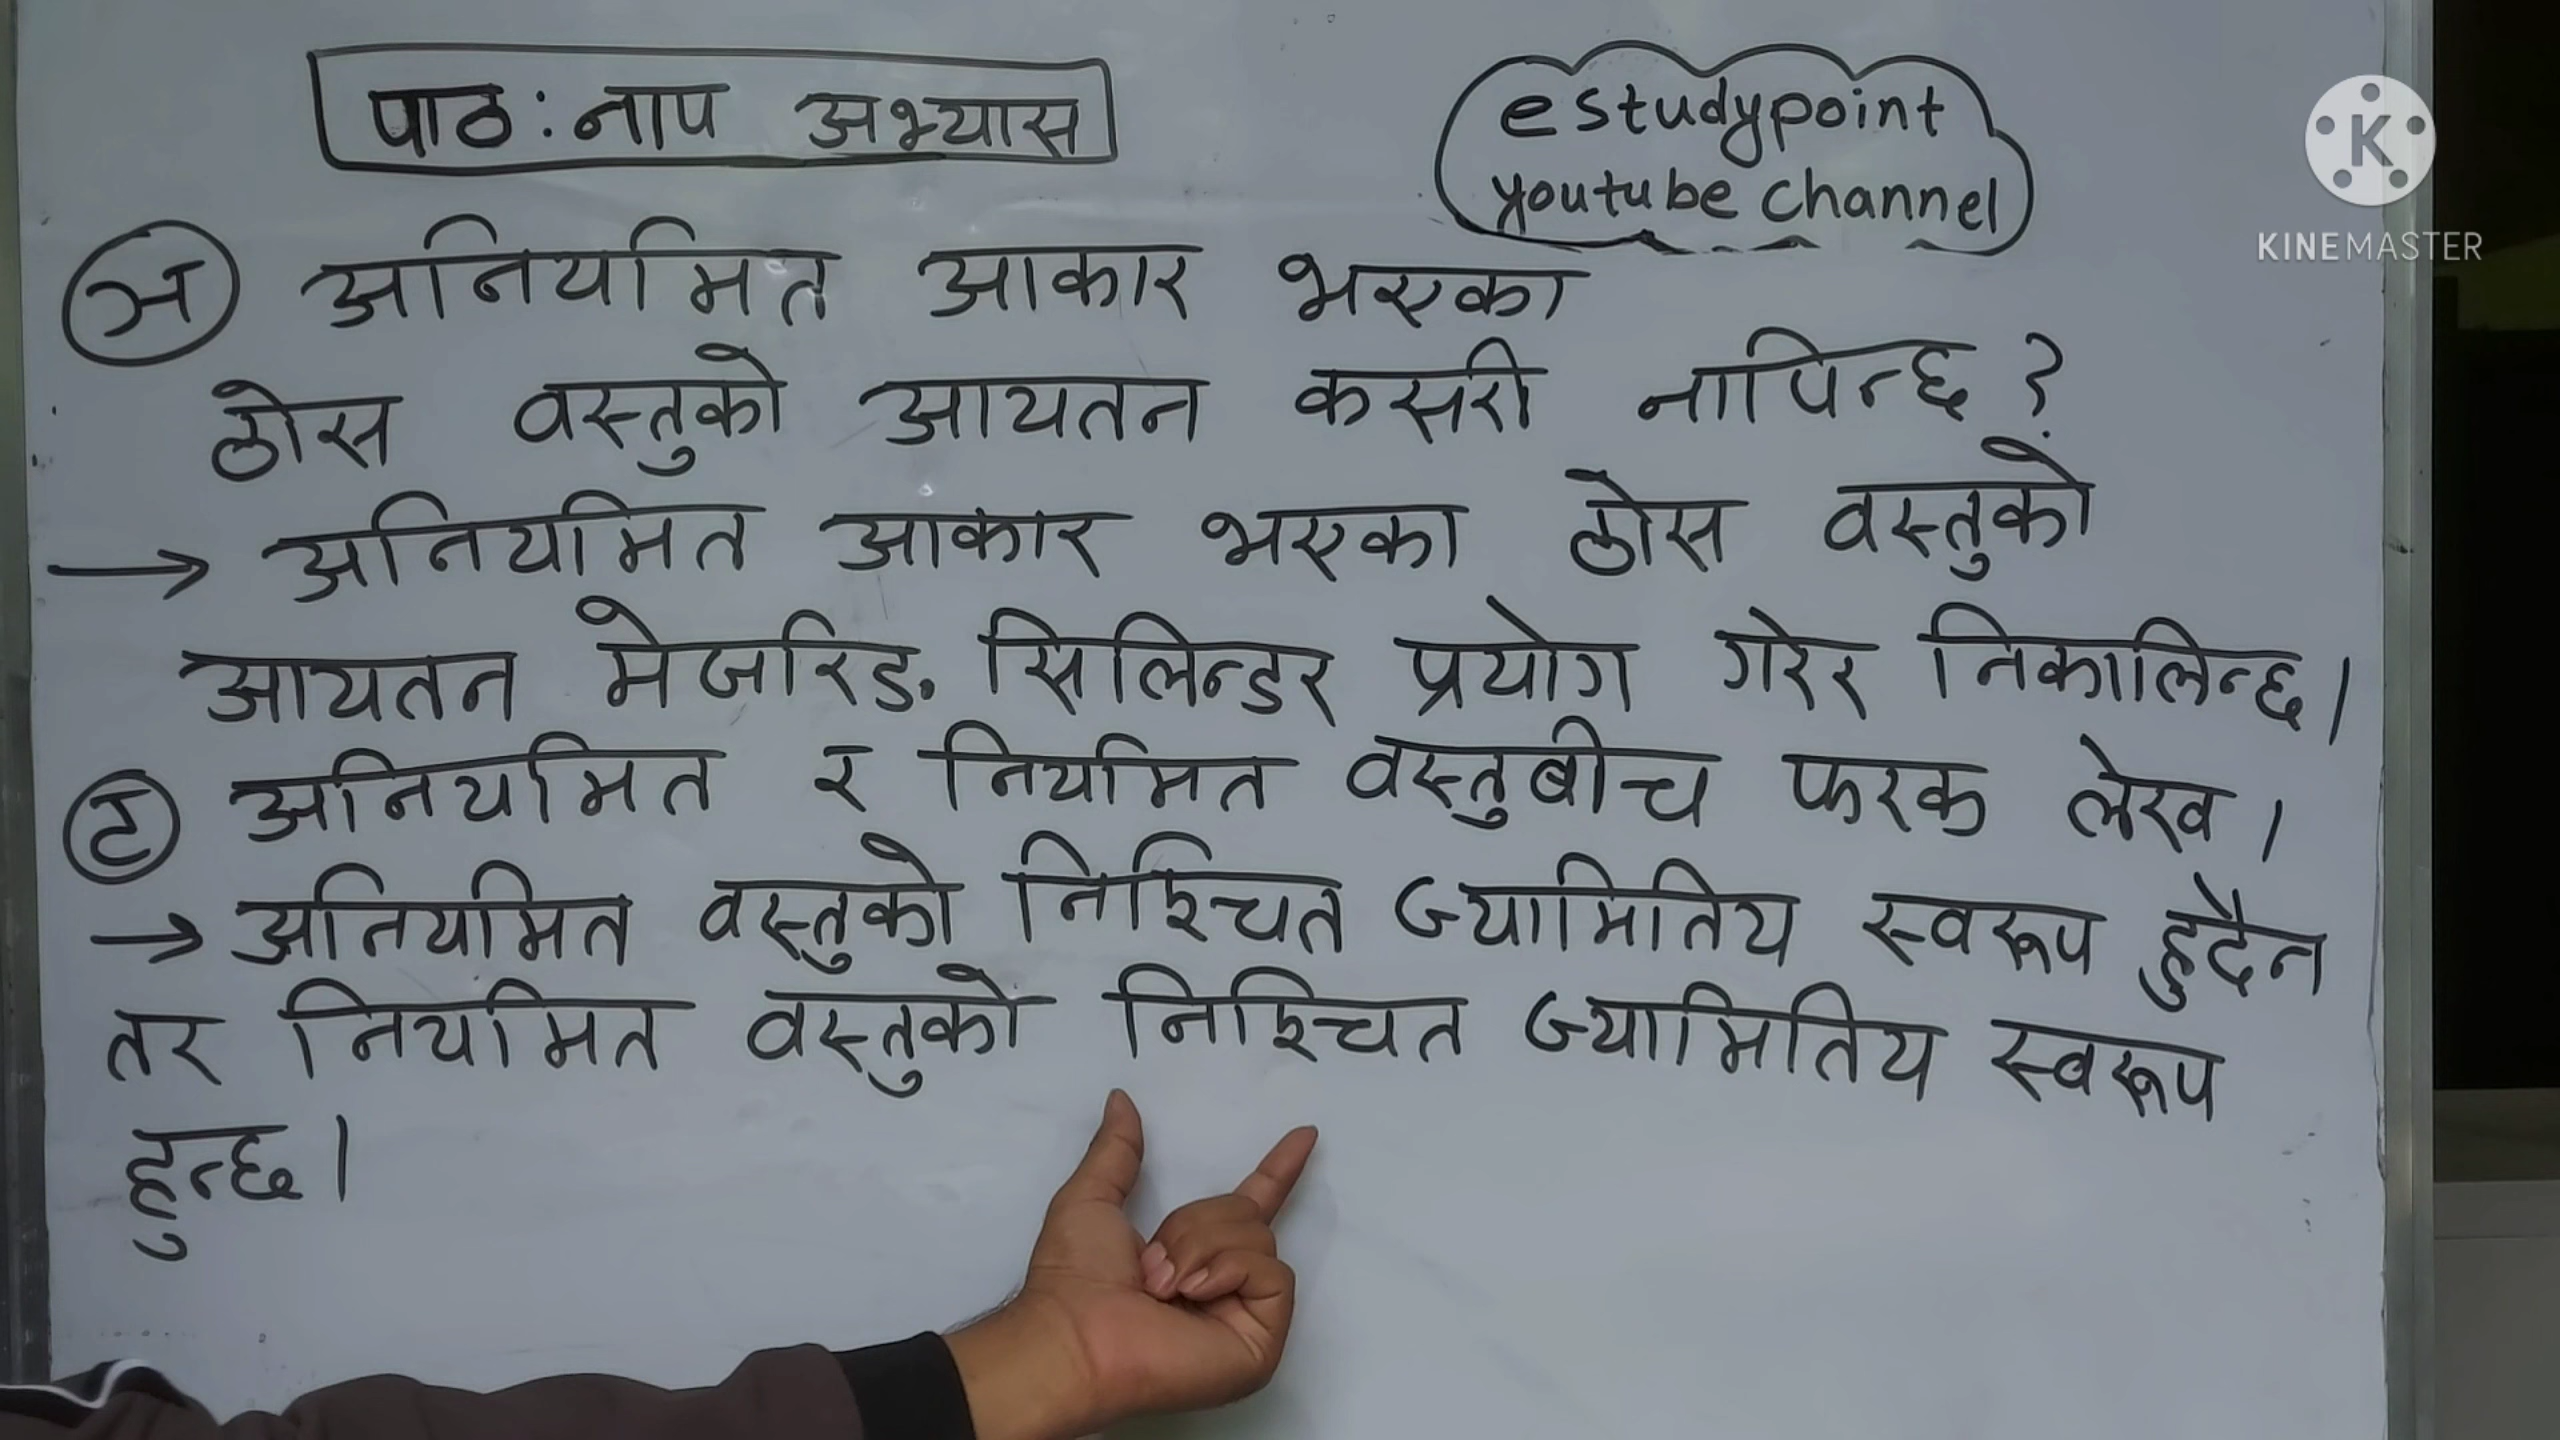 पाठ: नाप अभ्यास
estudypoint
youtube channel
KINEMASTER
ञ अनियमित आकार भएका
ठोस वस्तुको आयतन कसरी नापिन्छ?
→ अनियमित आकार भएका ठोस वस्तुको
आयतन मेजरिङ सिलिन्डर प्रयोग गरेर निकालिन्छ।
ट अनियमित र नियमित वस्तुबीच फरक लेख।
→ अनियमित वस्तुको निश्चित ज्यामितिय स्वरूप हुदैन
तर नियमित वस्तुको निश्चित ज्यामितिय स्वरूप
हुन्छ।